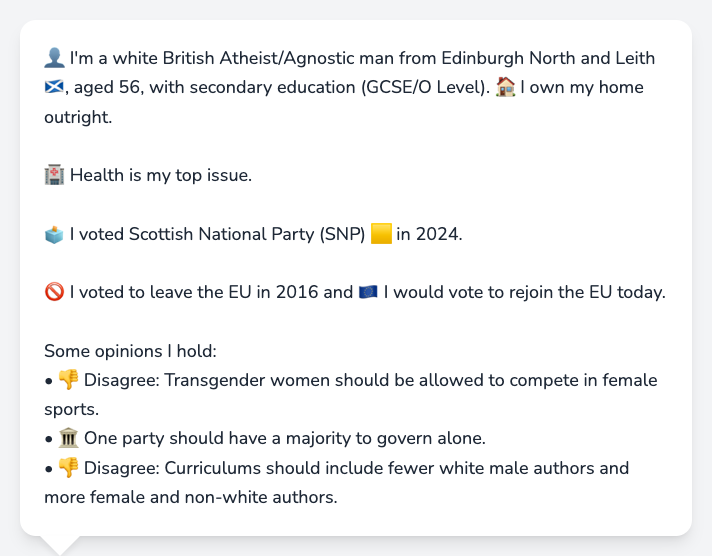 👤 I'm a white British Atheist/Agnostic man from Edinburgh North and Leith
🏴󠁧󠁢󠁳󠁣󠁴󠁿, aged 56, with secondary education (GCSE/O Level). 🏠 I own my home
outright.
🏥 Health is my top issue.
🗳️ I voted Scottish National Party (SNP) 🟨 in 2024.
🚫 I voted to leave the EU in 2016 and 🇪🇺 I would vote to rejoin the EU today.
Some opinions I hold:
• 👎 Disagree: Transgender women should be allowed to compete in female
sports.
• 🏛️ One party should have a majority to govern alone.
• 👎 Disagree: Curriculums should include fewer white male authors and
more female and non-white authors.